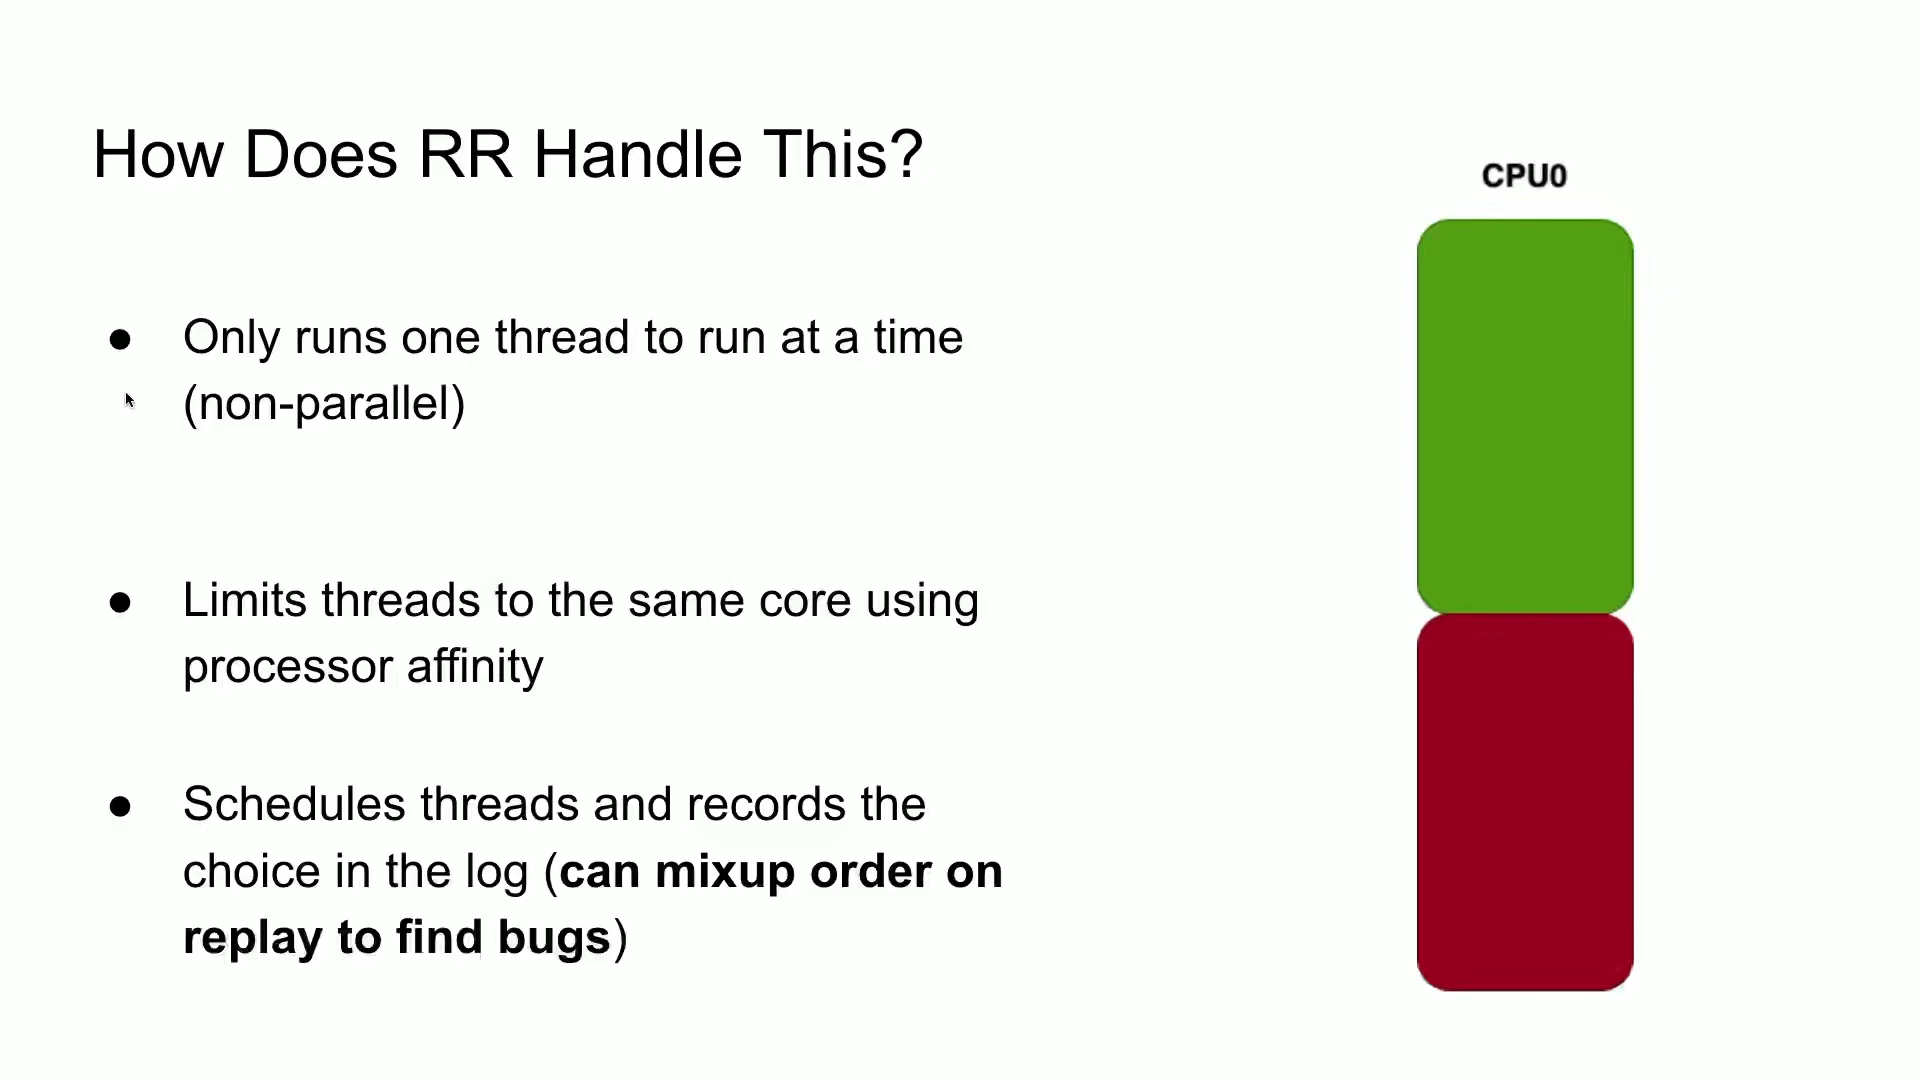 How Does RR Handle This?
CPU0
● Only runs one thread to run at a time
(non-parallel)
● Limits threads to the same core using
processor affinity
● Schedules threads and records the
choice in the log (can mixup order on
replay to find bugs)